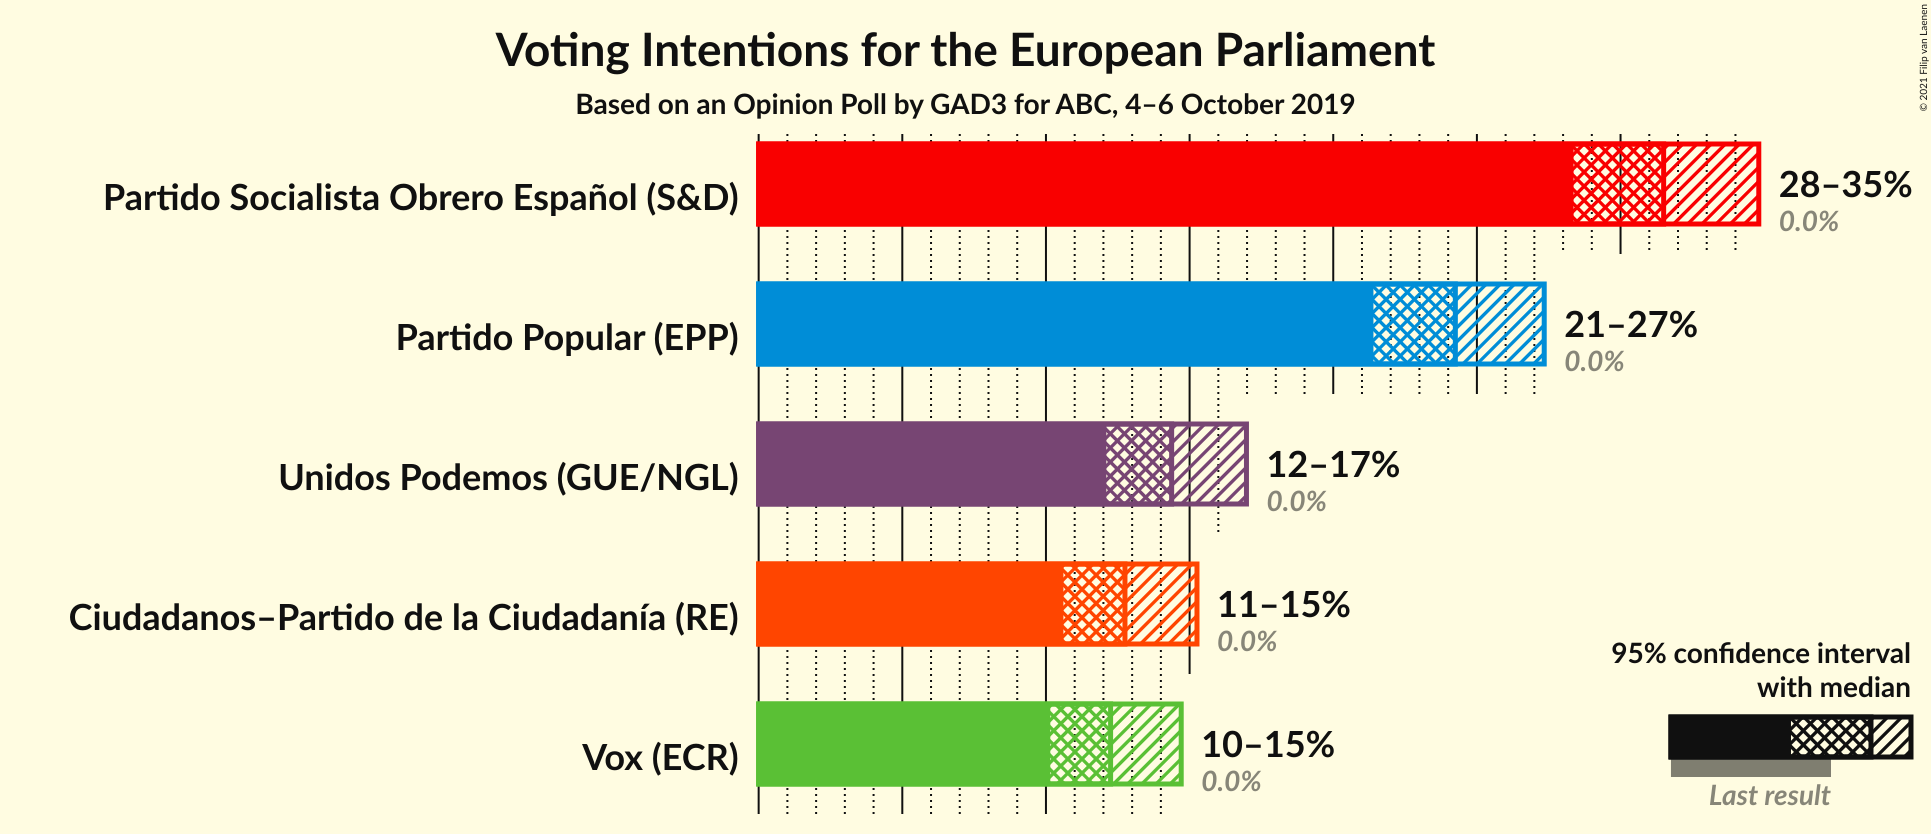 Voting Intentions for the European Parliament
Based on an Opinion Poll by GAD3 for ABC, 4–6 October 2019
© 2021 Filip van Laenen
Partido Socialista Obrero Español (S&D)
28–35%
0.0%
Partido Popular (EPP)
21–27%
0.0%
Unidos Podemos (GUE/NGL)
12–17%
0.0%
Ciudadanos–Partido de la Ciudadanía (RE)
11–15%
0.0%
Vox (ECR)
10–15%
0.0%
95% confidence interval
with median
Last result